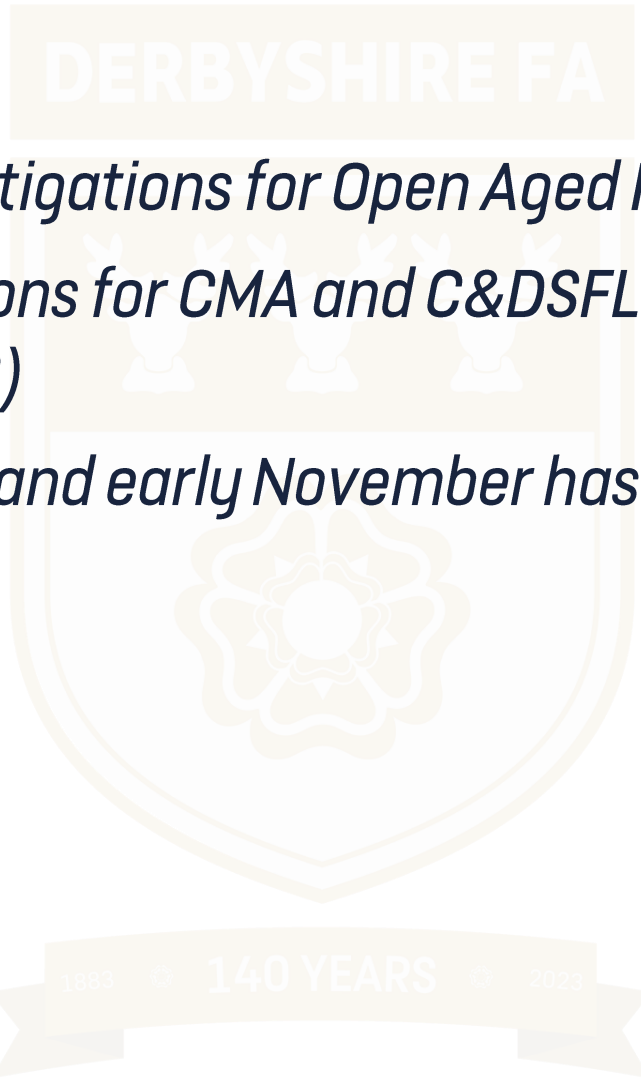 DERBYSHIRE FA
tigations for Open Aged
ons for CMA and C&DSFL
)
and early November has
1883 140 YEARS 2023